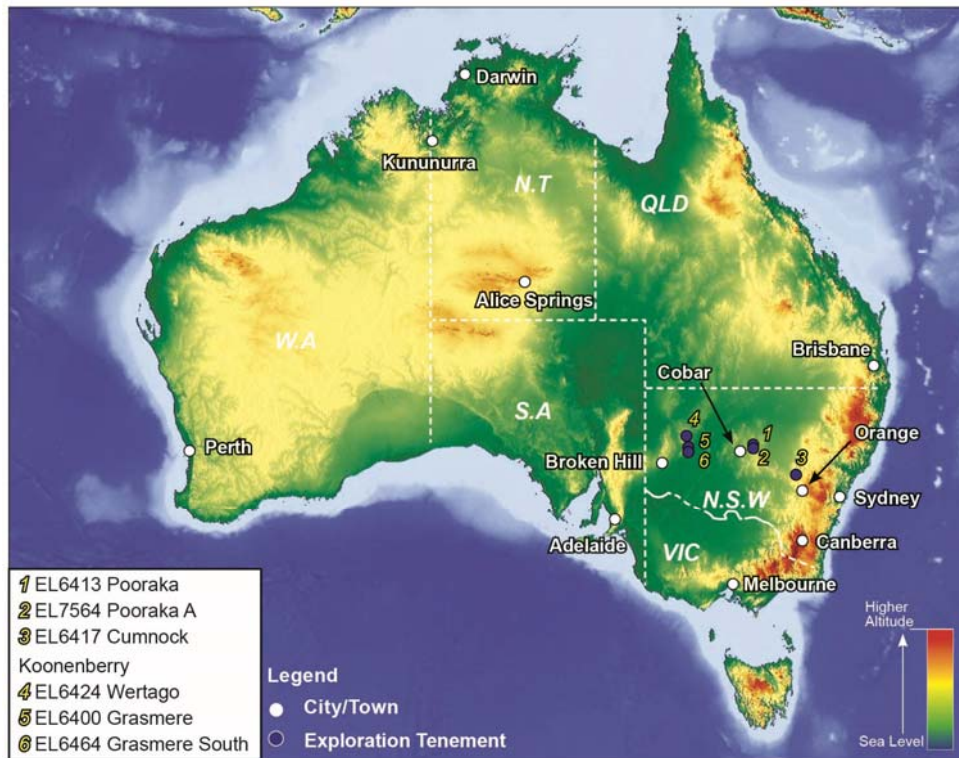 Darwin
Kununurra
N.T
QLD
Alice Springs
W.A
Brisbane
Cobar
S.A
4
1
Orange
5
Perth
Broken Hill
6
2
3
N.S.W
Sydney
Adelaide
VIC
Canberra
Melbourne
1 EL6413 Pooraka
2 EL7564 Pooraka A
3 EL6417 Cumnock
Koonenberry
4 EL6424 Wertago
5 EL6400 Grasmere
6 EL6464 Grasmere South
Legend
City/Town
Exploration Tenement
Higher
Altitude
Sea Level